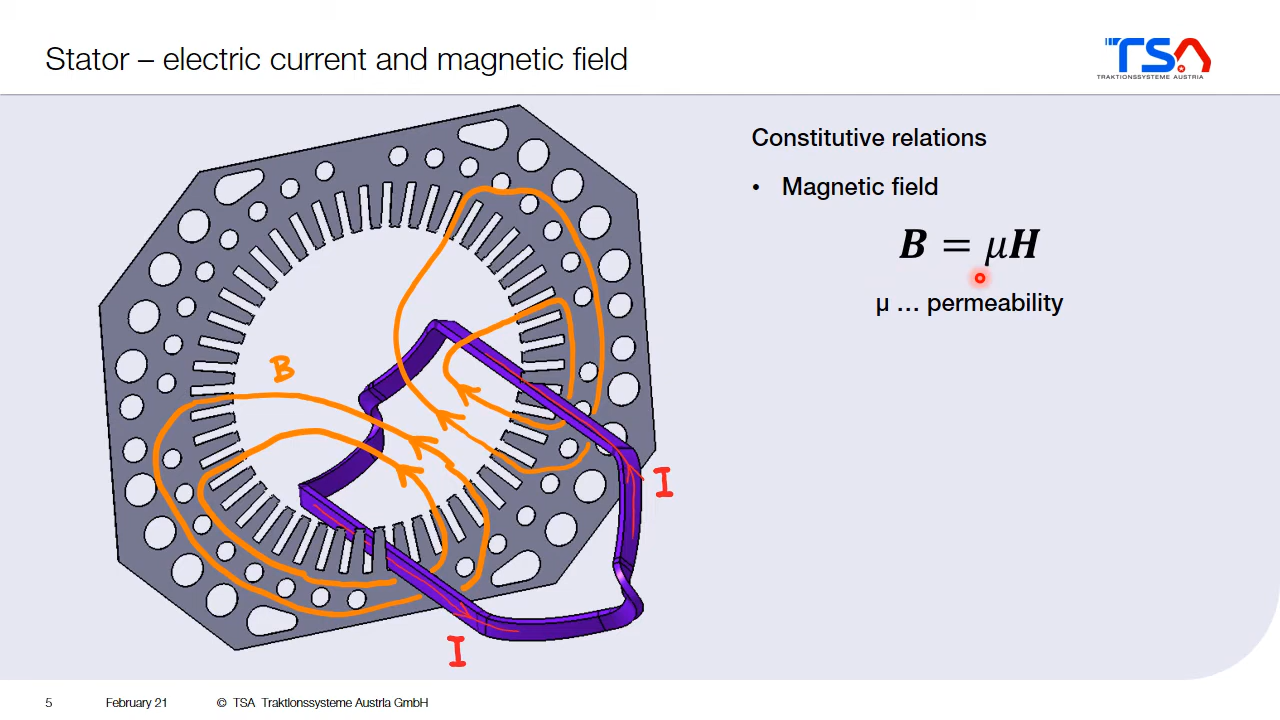 Stator – electric current and magnetic field
TSA
TRAKTIONSSYSTEME AUSTRIA
Constitutive relations
• Magnetic field
B = μH
μ … permeability
B
I
I
5 February 21 © TSA Traktionssysteme Austria GmbH